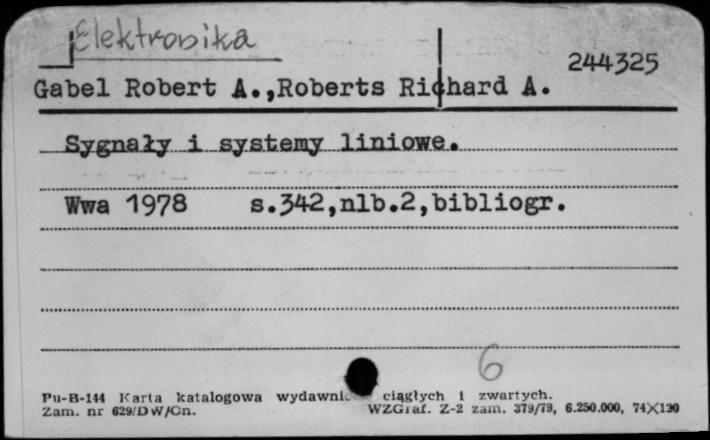 Elektronika
244325
Gabel Robert A.,Roberts Richard A.
Sygnały i systemy liniowe.
Wwa 1978 s.342,nlb.2,bibliogr.
6
Pu-B-144 Karta katalogowa ciągłych i zwartych.
Zam. nr 629/DW/Cn. WZGraf. Z-2 zam. 379/79, 6.250.000, 74X120